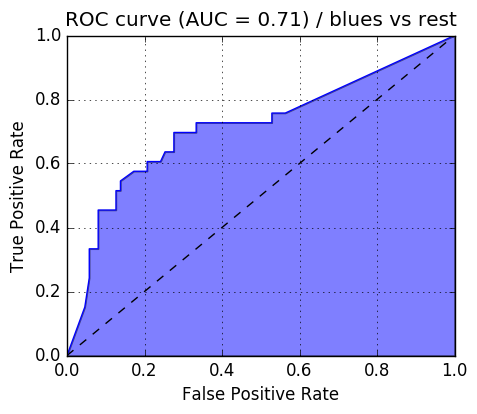 ROC curve (AUC = 0.71) / blues vs rest
True Positive Rate
1.0
0.8
0.6
0.4
0.2
0.0
0.0 0.2 0.4 0.6 0.8 1.0
False Positive Rate